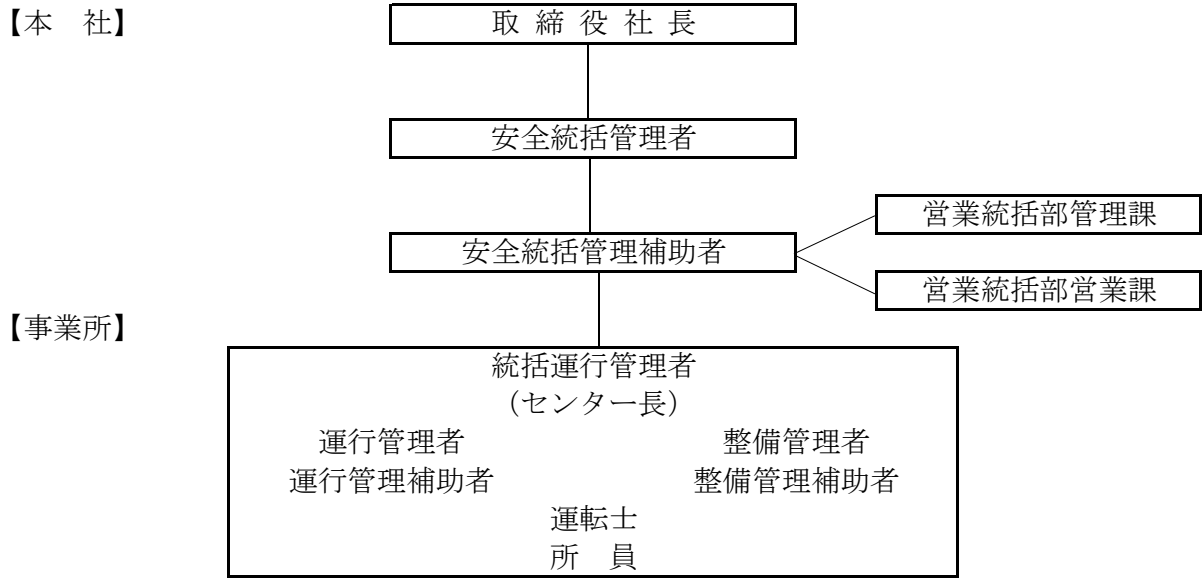 【本　社】
取 締 役 社 長
安全統括管理者
営業統括部管理課
安全統括管理補助者
営業統括部営業課
【事業所】
統括運行管理者
（センター長）
運行管理者　整備管理者
運行管理補助者　整備管理補助者
運転士
所　員